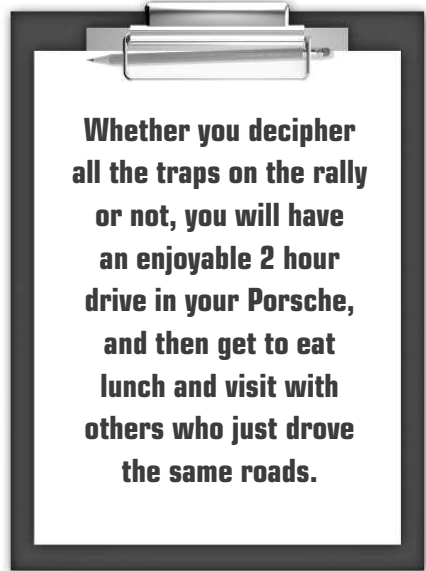 Whether you decipher
all the traps on the rally
or not, you will have
an enjoyable 2 hour
drive in your Porsche,
and then get to eat
lunch and visit with
others who just drove
the same roads.